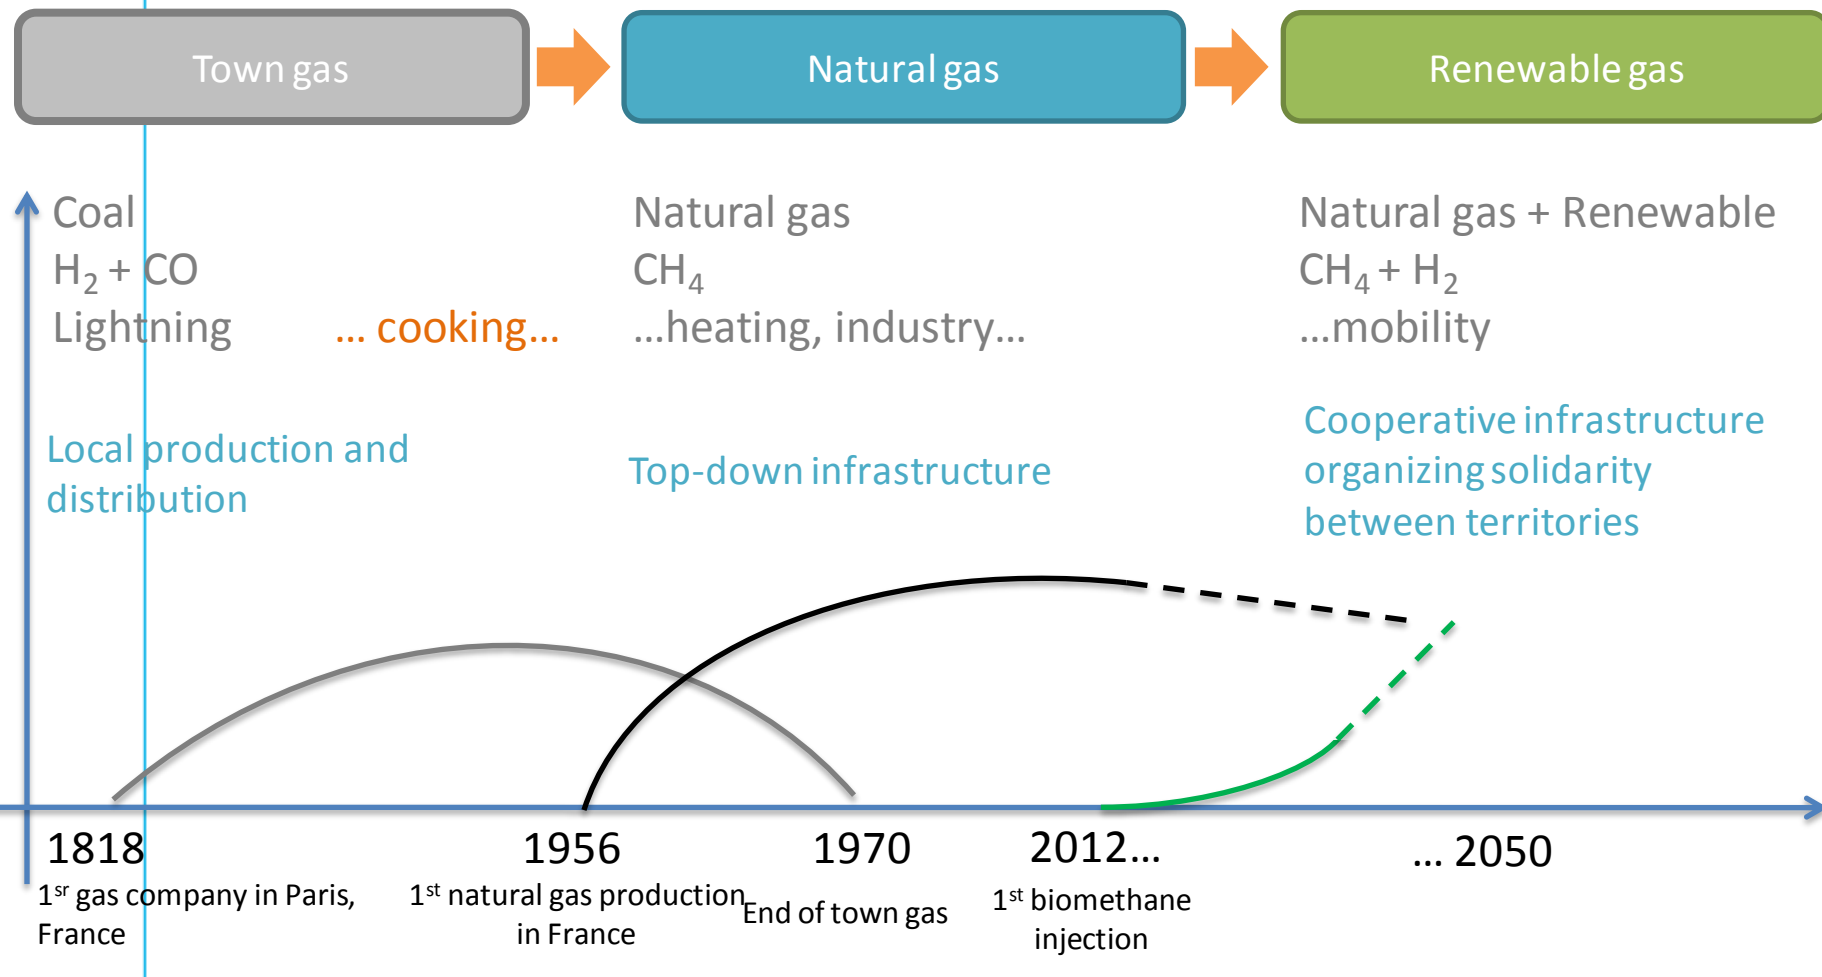 Town gas
Natural gas
Renewable gas
Coal
H₂ + CO
Lightning
... cooking...
Natural gas
CH₄
...heating, industry...
Natural gas + Renewable
CH₄ + H₂
...mobility
Local production and
distribution
Top-down infrastructure
Cooperative infrastructure
organizing solidarity
between territories
1818
1sr gas company in Paris,
France
1956
1st natural gas production
in France
1970
End of town gas
2012...
1st biomethane
injection
... 2050